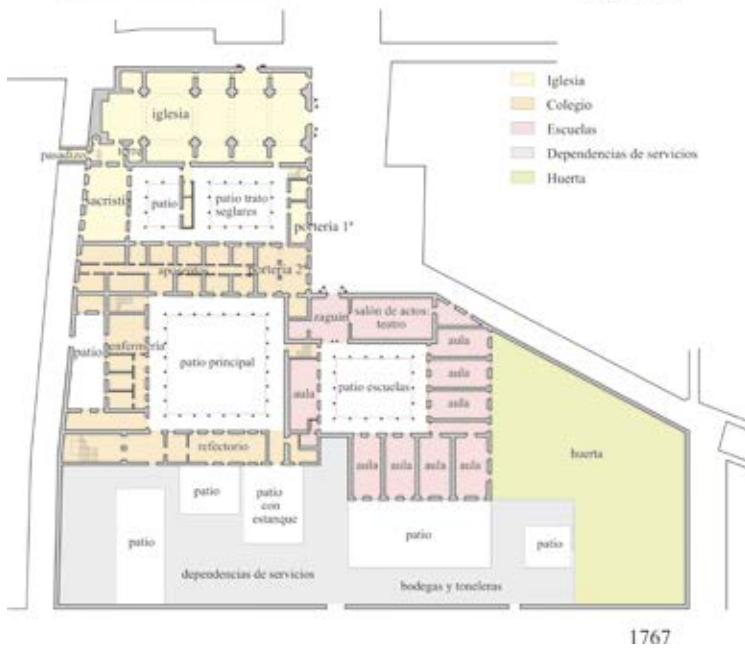 Iglesia
Colegio
Escuelas
Dependencias de servicios
Huerta
iglesia
pasadizo
torre
sacristía
patio
patio trato
seglares
portería 1ª
aposentos
portería 2ª
zaguán
salón de actos:
teatro
aula
patio
enfermería
patio principal
aula
patio escuelas
aula
aula
refectorio
aula
aula
aula
aula
huerta
patio
patio
con
estanque
patio
patio
patio
dependencias de servicios
bodegas y toneleras
1767